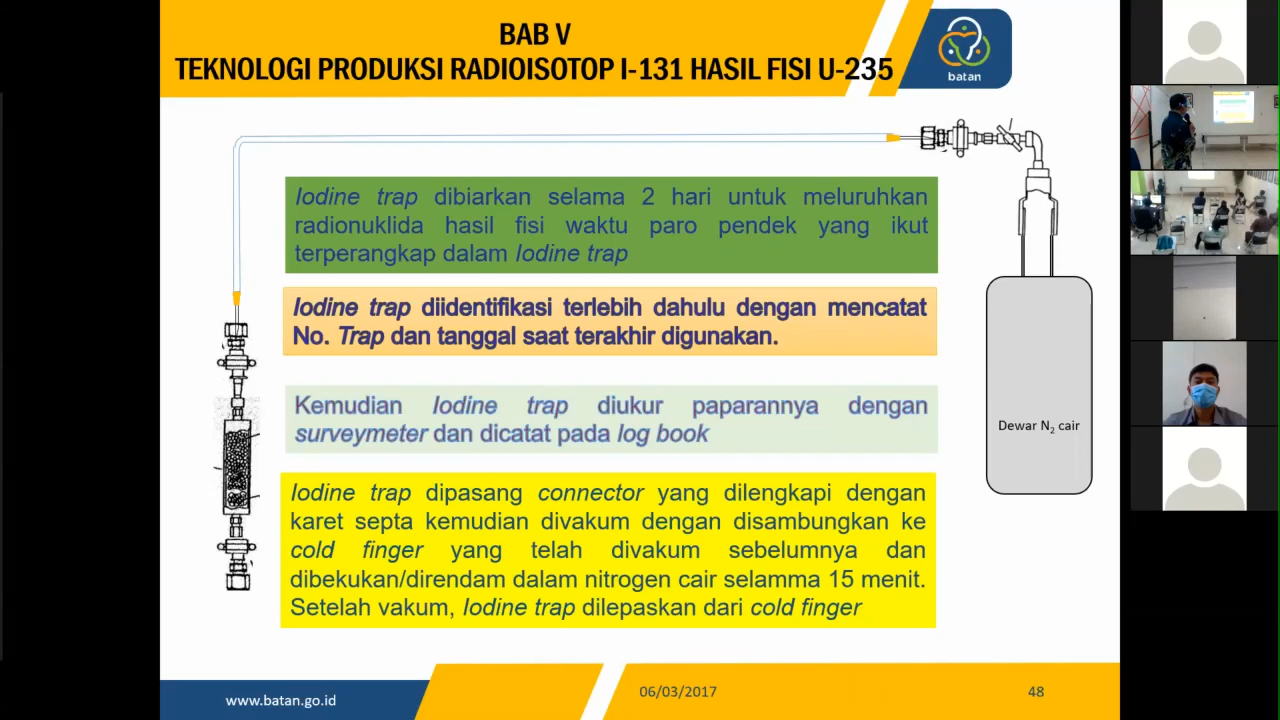 BAB V
TEKNOLOGI PRODUKSI RADIOISOTOP I-131 HASIL FISI U-235
batan
Iodine trap dibiarkan selama 2 hari untuk meluruhkan
radionuklida hasil fisi waktu paro pendek yang ikut
terperangkap dalam Iodine trap
Iodine trap diidentifikasi terlebih dahulu dengan mencatat
No. Trap dan tanggal saat terakhir digunakan.
Kemudian Iodine trap diukur paparannya dengan
surveymeter dan dicatat pada log book
Iodine trap dipasang connector yang dilengkapi dengan
karet septa kemudian divakum dengan disambungkan ke
cold finger yang telah divakum sebelumnya dan
dibekukan/direndam dalam nitrogen cair selamma 15 menit.
Setelah vakum, Iodine trap dilepaskan dari cold finger
Dewar N₂ cair
www.batan.go.id
06/03/2017
48